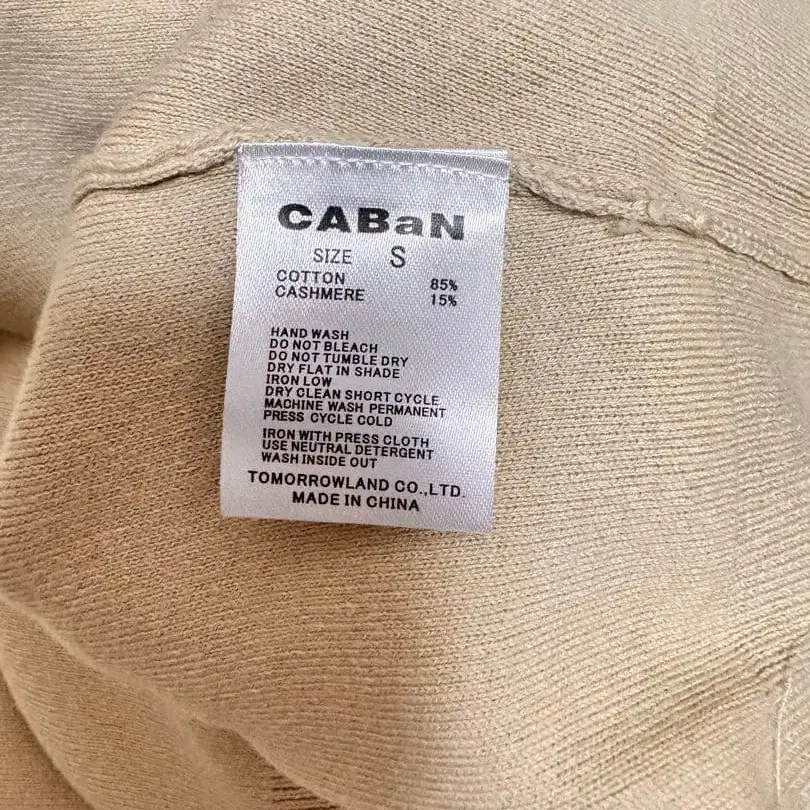 CABaN
SIZE S
COTTON 85%
CASHMERE 15%
HAND WASH
DO NOT BLEACH
DO NOT TUMBLE DRY
DRY FLAT IN SHADE
IRON LOW
DRY CLEAN SHORT CYCLE
MACHINE WASH PERMANENT
PRESS CYCLE COLD
IRON WITH PRESS CLOTH
USE NEUTRAL DETERGENT
WASH INSIDE OUT
TOMORROWLAND CO.,LTD.
MADE IN CHINA